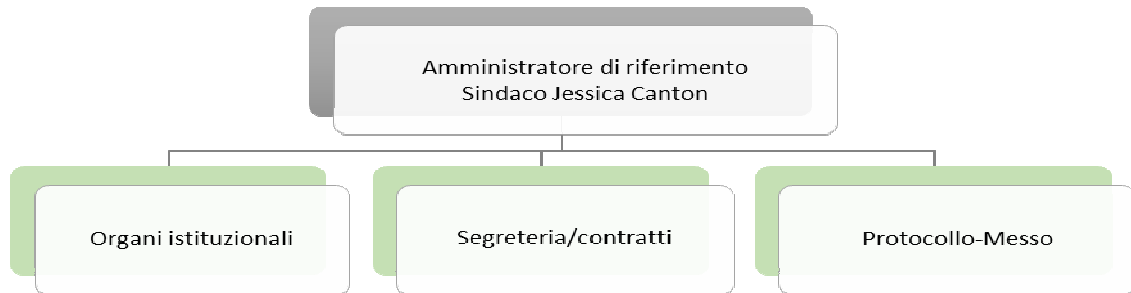 Amministratore di riferimento
Sindaco Jessica Canton
Organi istituzionali
Segreteria/contratti
Protocollo-Messo